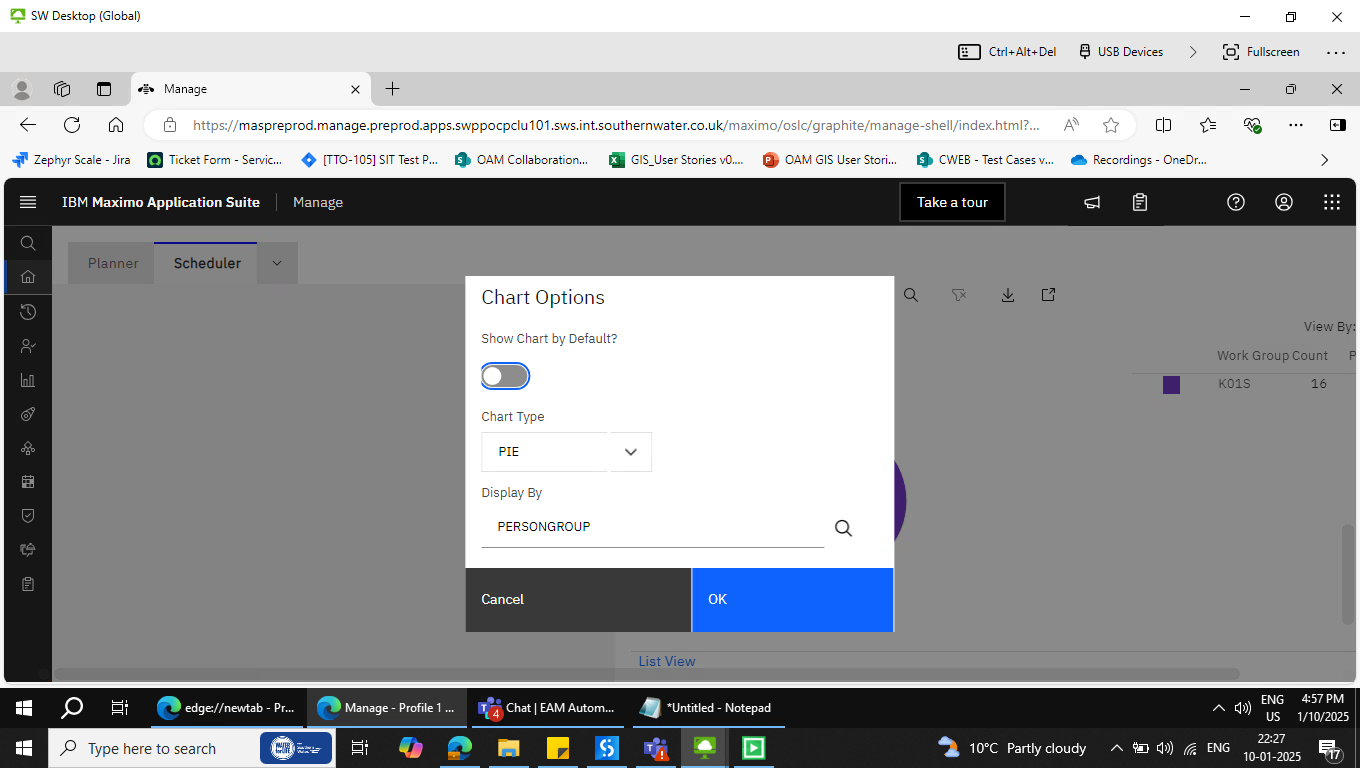 SW Desktop (Global)
Ctrl+Alt+Del
USB Devices
Fullscreen
Manage
https://maspreprod.manage.preprod.apps.swppocpclu101.sws.int.southernwater.co.uk/maximo/oslc/graphite/manage-shell/index.html?...
Zephyr Scale - Jira
Ticket Form - Servic...
[TTO-105] SIT Test P...
OAM Collaboration...
GIS_User Stories v0....
OAM GIS User Stori...
CWEB - Test Cases v...
Recordings - OneDr...
IBM Maximo Application Suite
Manage
Take a tour
Planner
Scheduler
Chart Options
Show Chart by Default?
Chart Type
PIE
Display By
PERSONGROUP
Cancel
OK
View By:
Work Group Count P
K01S 16
List View
edge://newtab - Pr...
Manage - Profile 1 ...
4
Chat | EAM Autom...
*Untitled - Notepad
ENG
US
4:57 PM
1/10/2025
Type here to search
10°C Partly cloudy
ENG
22:27
10-01-2025
17